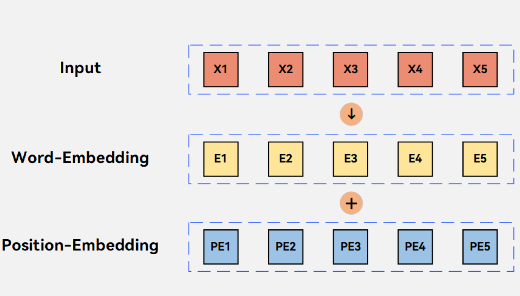 Input X1 X2 X3 X4 X5
↓
Word-Embedding E1 E2 E3 E4 E5
+
Position-Embedding PE1 PE2 PE3 PE4 PE5